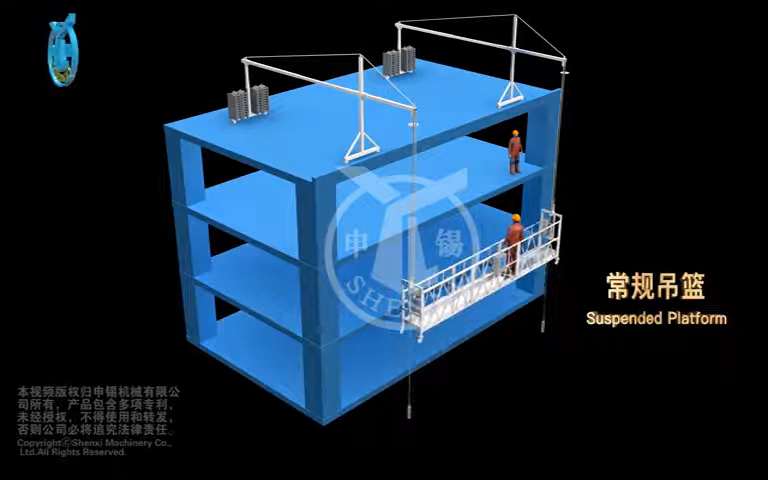 申 锡
SHENXI
常规吊篮
Suspended Platform
本视频版权归申锡机械有限公
司所有，产品包含多项专利，
未经授权，不得使用和转发，
否则公司必将追究法律责任。
Copyright©Shenxi Machinery Co.,
Ltd.All Rights Reserved.